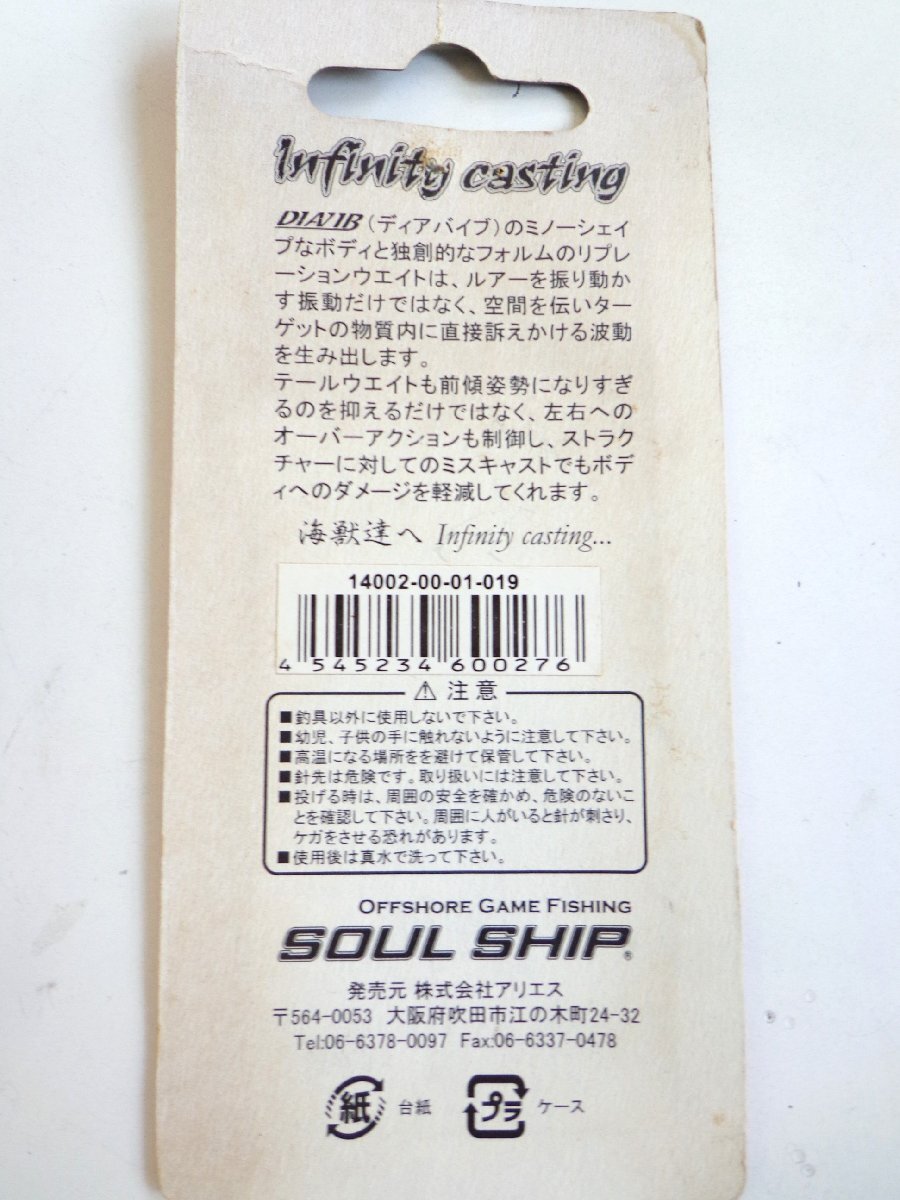 Infinity casting
DIAVIB(ディアバイブ)のミノーシェイ
プなボディと独創的なフォルムのリプレ
ーションウエイトは、ルアーを振り動か
す振動だけではなく、空間を伝いター
ゲットの物質内に直接訴えかける波動
を生み出します。
テールウエイトも前傾姿勢になりすぎ
るのを抑えるだけではなく、左右への
オーバーアクションも制御し、ストラク
チャーに対してのミスキャストでもボデ
ィへのダメージを軽減してくれます。
海獣達へ Infinity casting...
14002-00-01-019
4 545234 600276
⚠ 注意
■釣具以外に使用しないで下さい。
■幼児、子供の手に触れないように注意して下さい。
■高温になる場所をを避けて保管して下さい。
■針先は危険です。取り扱いには注意して下さい。
■投げる時は、周囲の安全を確かめ、危険のないこ
とを確認して下さい。周囲に人がいると針が刺さり、
ケガをさせる恐れがあります。
■使用後は真水で洗って下さい。
OFFSHORE GAME FISHING
SOUL SHIP®
発売元 株式会社アリエス
〒564-0053 大阪府吹田市江の木町24-32
Tel:06-6378-0097 Fax:06-6337-0478
紙 台紙 プラ ケース